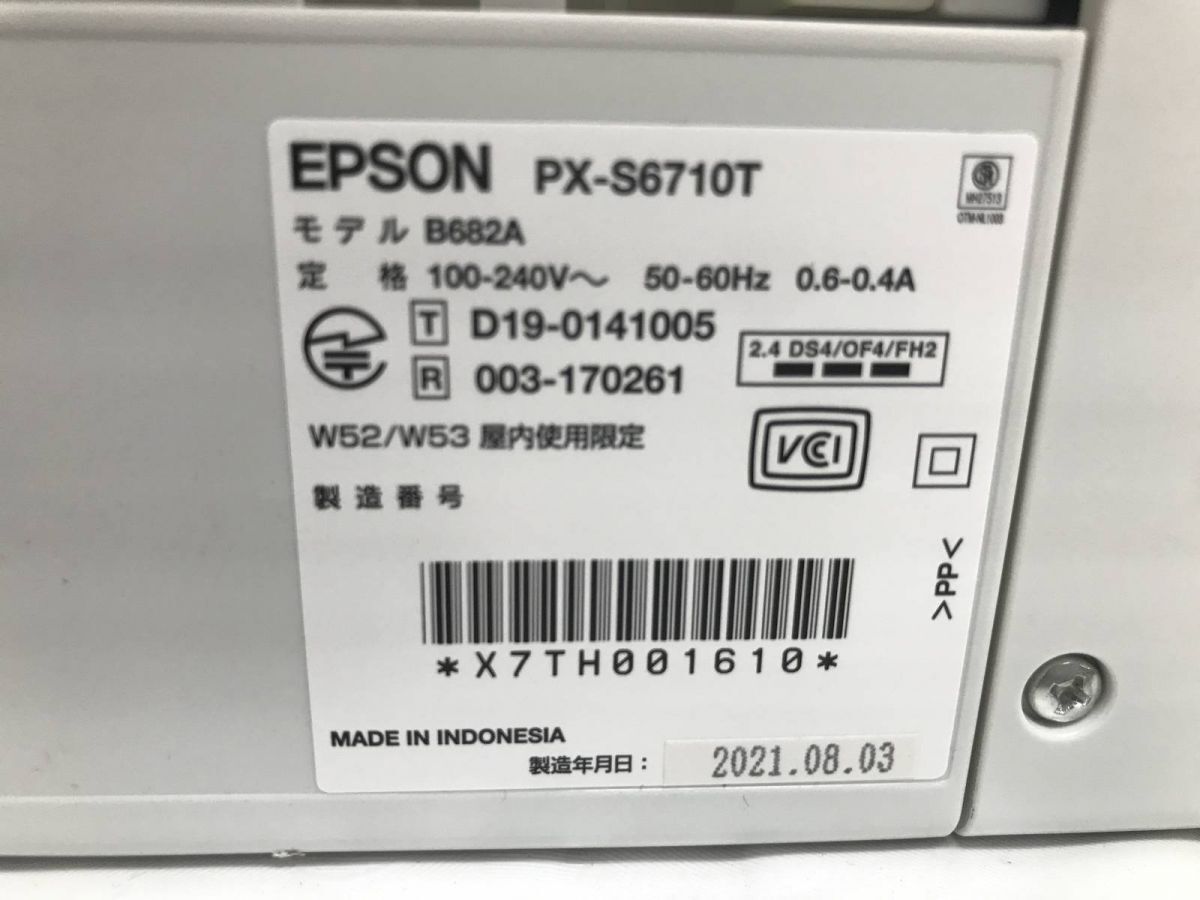 EPSON PX-S6710T
モデル B682A
定 格 100-240V～ 50-60Hz 0.6-0.4A
T D19-0141005
R 003-170261
2.4 DS4/OF4/FH2
W52/W53 屋内使用限定
VCCI
製造番号
>PP<
*X7TH001610*
MADE IN INDONESIA
製造年月日： 2021.08.03
MH27513